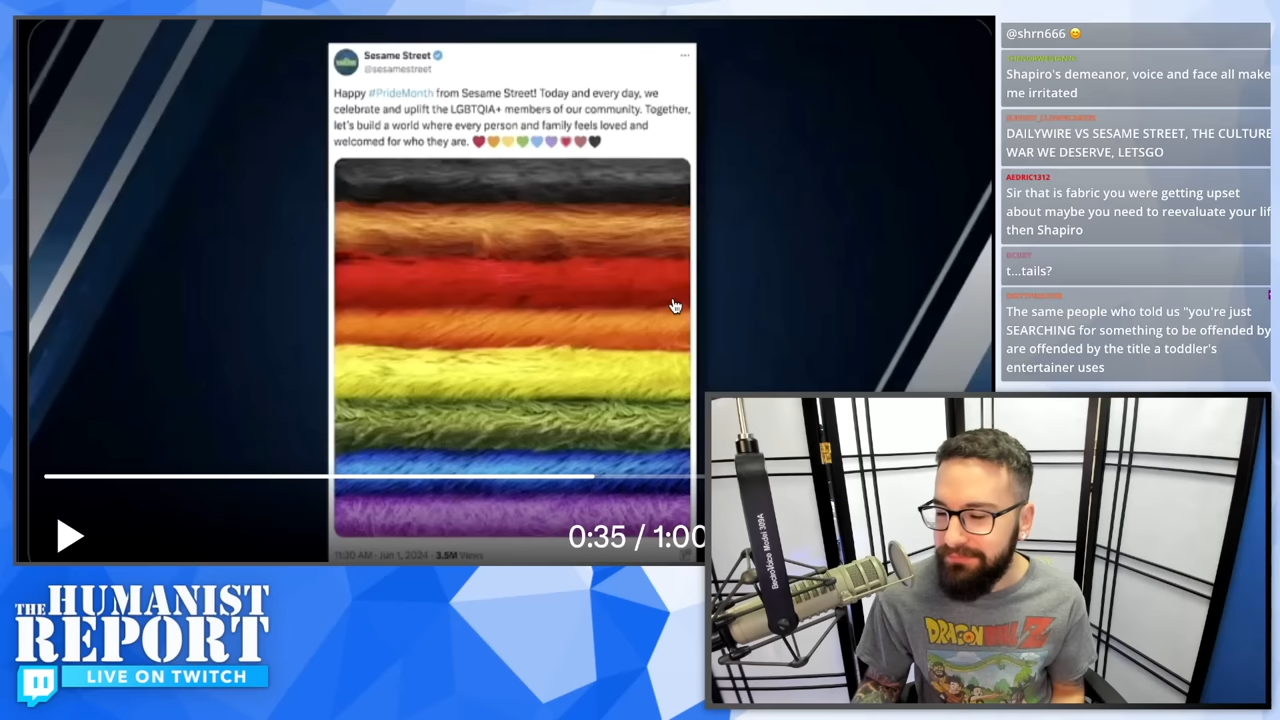 Sesame Street
@sesamestreet
Happy #PrideMonth from Sesame Street! Today and every day, we
celebrate and uplift the LGBTQIA+ members of our community. Together,
let's build a world where every person and family feels loved and
welcomed for who they are.
11:30 AM · Jun 1, 2024 · 3.5M Views
0:35 / 1:00
@shrn666
Shapiro's demeanor, voice and face all make
me irritated
DAILYWIRE VS SESAME STREET, THE CULTURE
WAR WE DESERVE, LETSGO
AEDRIC1312
Sir that is fabric you were getting upset
about maybe you need to reevaluate your lif
then Shapiro
t...tails?
The same people who told us "you're just
SEARCHING for something to be offended by
are offended by the title a toddler's
entertainer uses
ElectroVoice Model 309A
DRAGON BALL Z
THE HUMANIST
REPORT
LIVE ON TWITCH